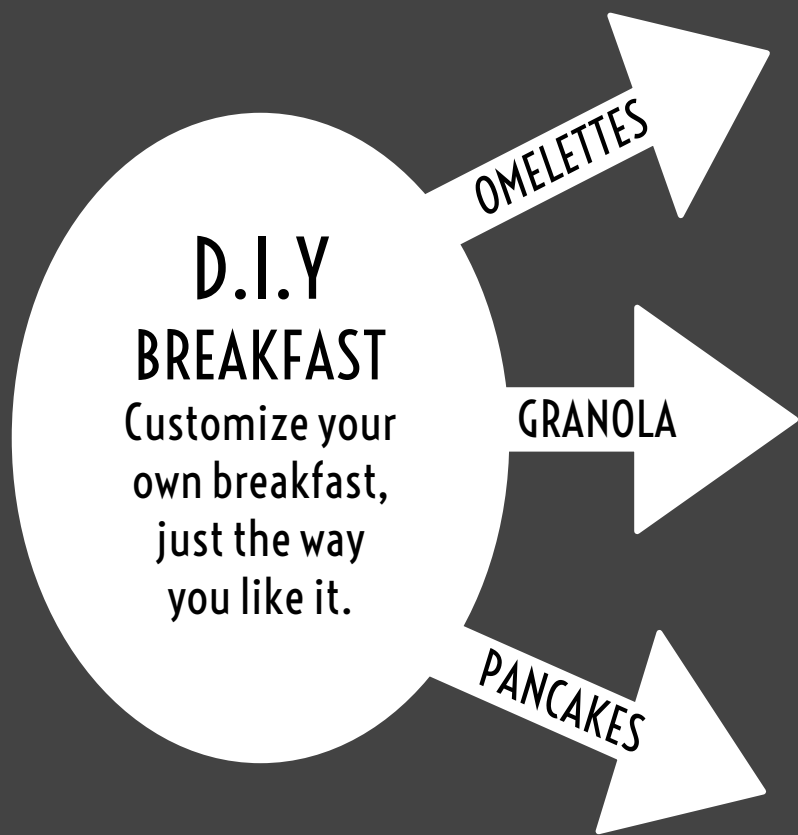 D.I.Y
BREAKFAST
Customize your
own breakfast,
just the way
you like it.
OMELETTES
GRANOLA
PANCAKES